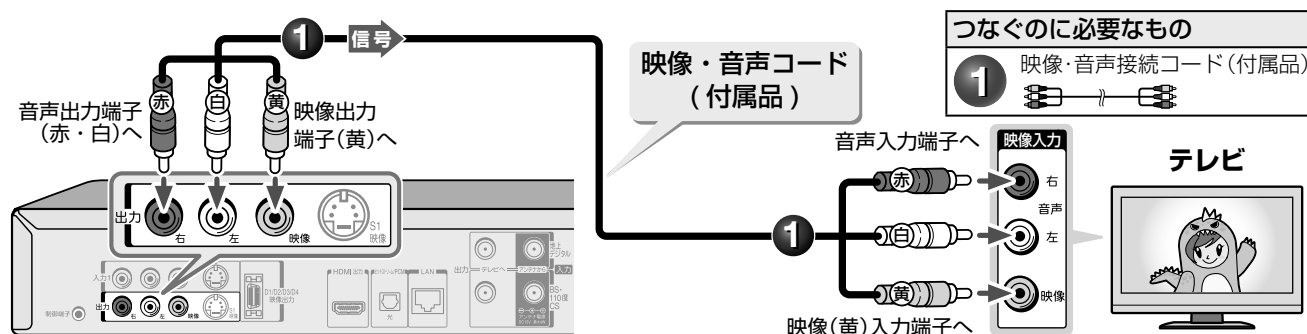 1 信号
つなぐのに必要なもの
1 映像・音声接続コード(付属品)
映像・音声コード
(付属品)
音声出力端子
(赤・白)へ
赤 白 黄
映像出力
端子(黄)へ
出力
右 左 映像
S1
映像
音声入力端子へ
映像入力
テレビ
赤
右
音声
1
白
左
黄
映像
映像(黄)入力端子へ
入力1
出力
右 左 映像
S1
映像
制御端子
D1/D2/D3/D4
映像出力
HDMI 出力
光
LAN
出力 テレビへ アンテナから 入力
地上
デジタル
BS・
110度
CS